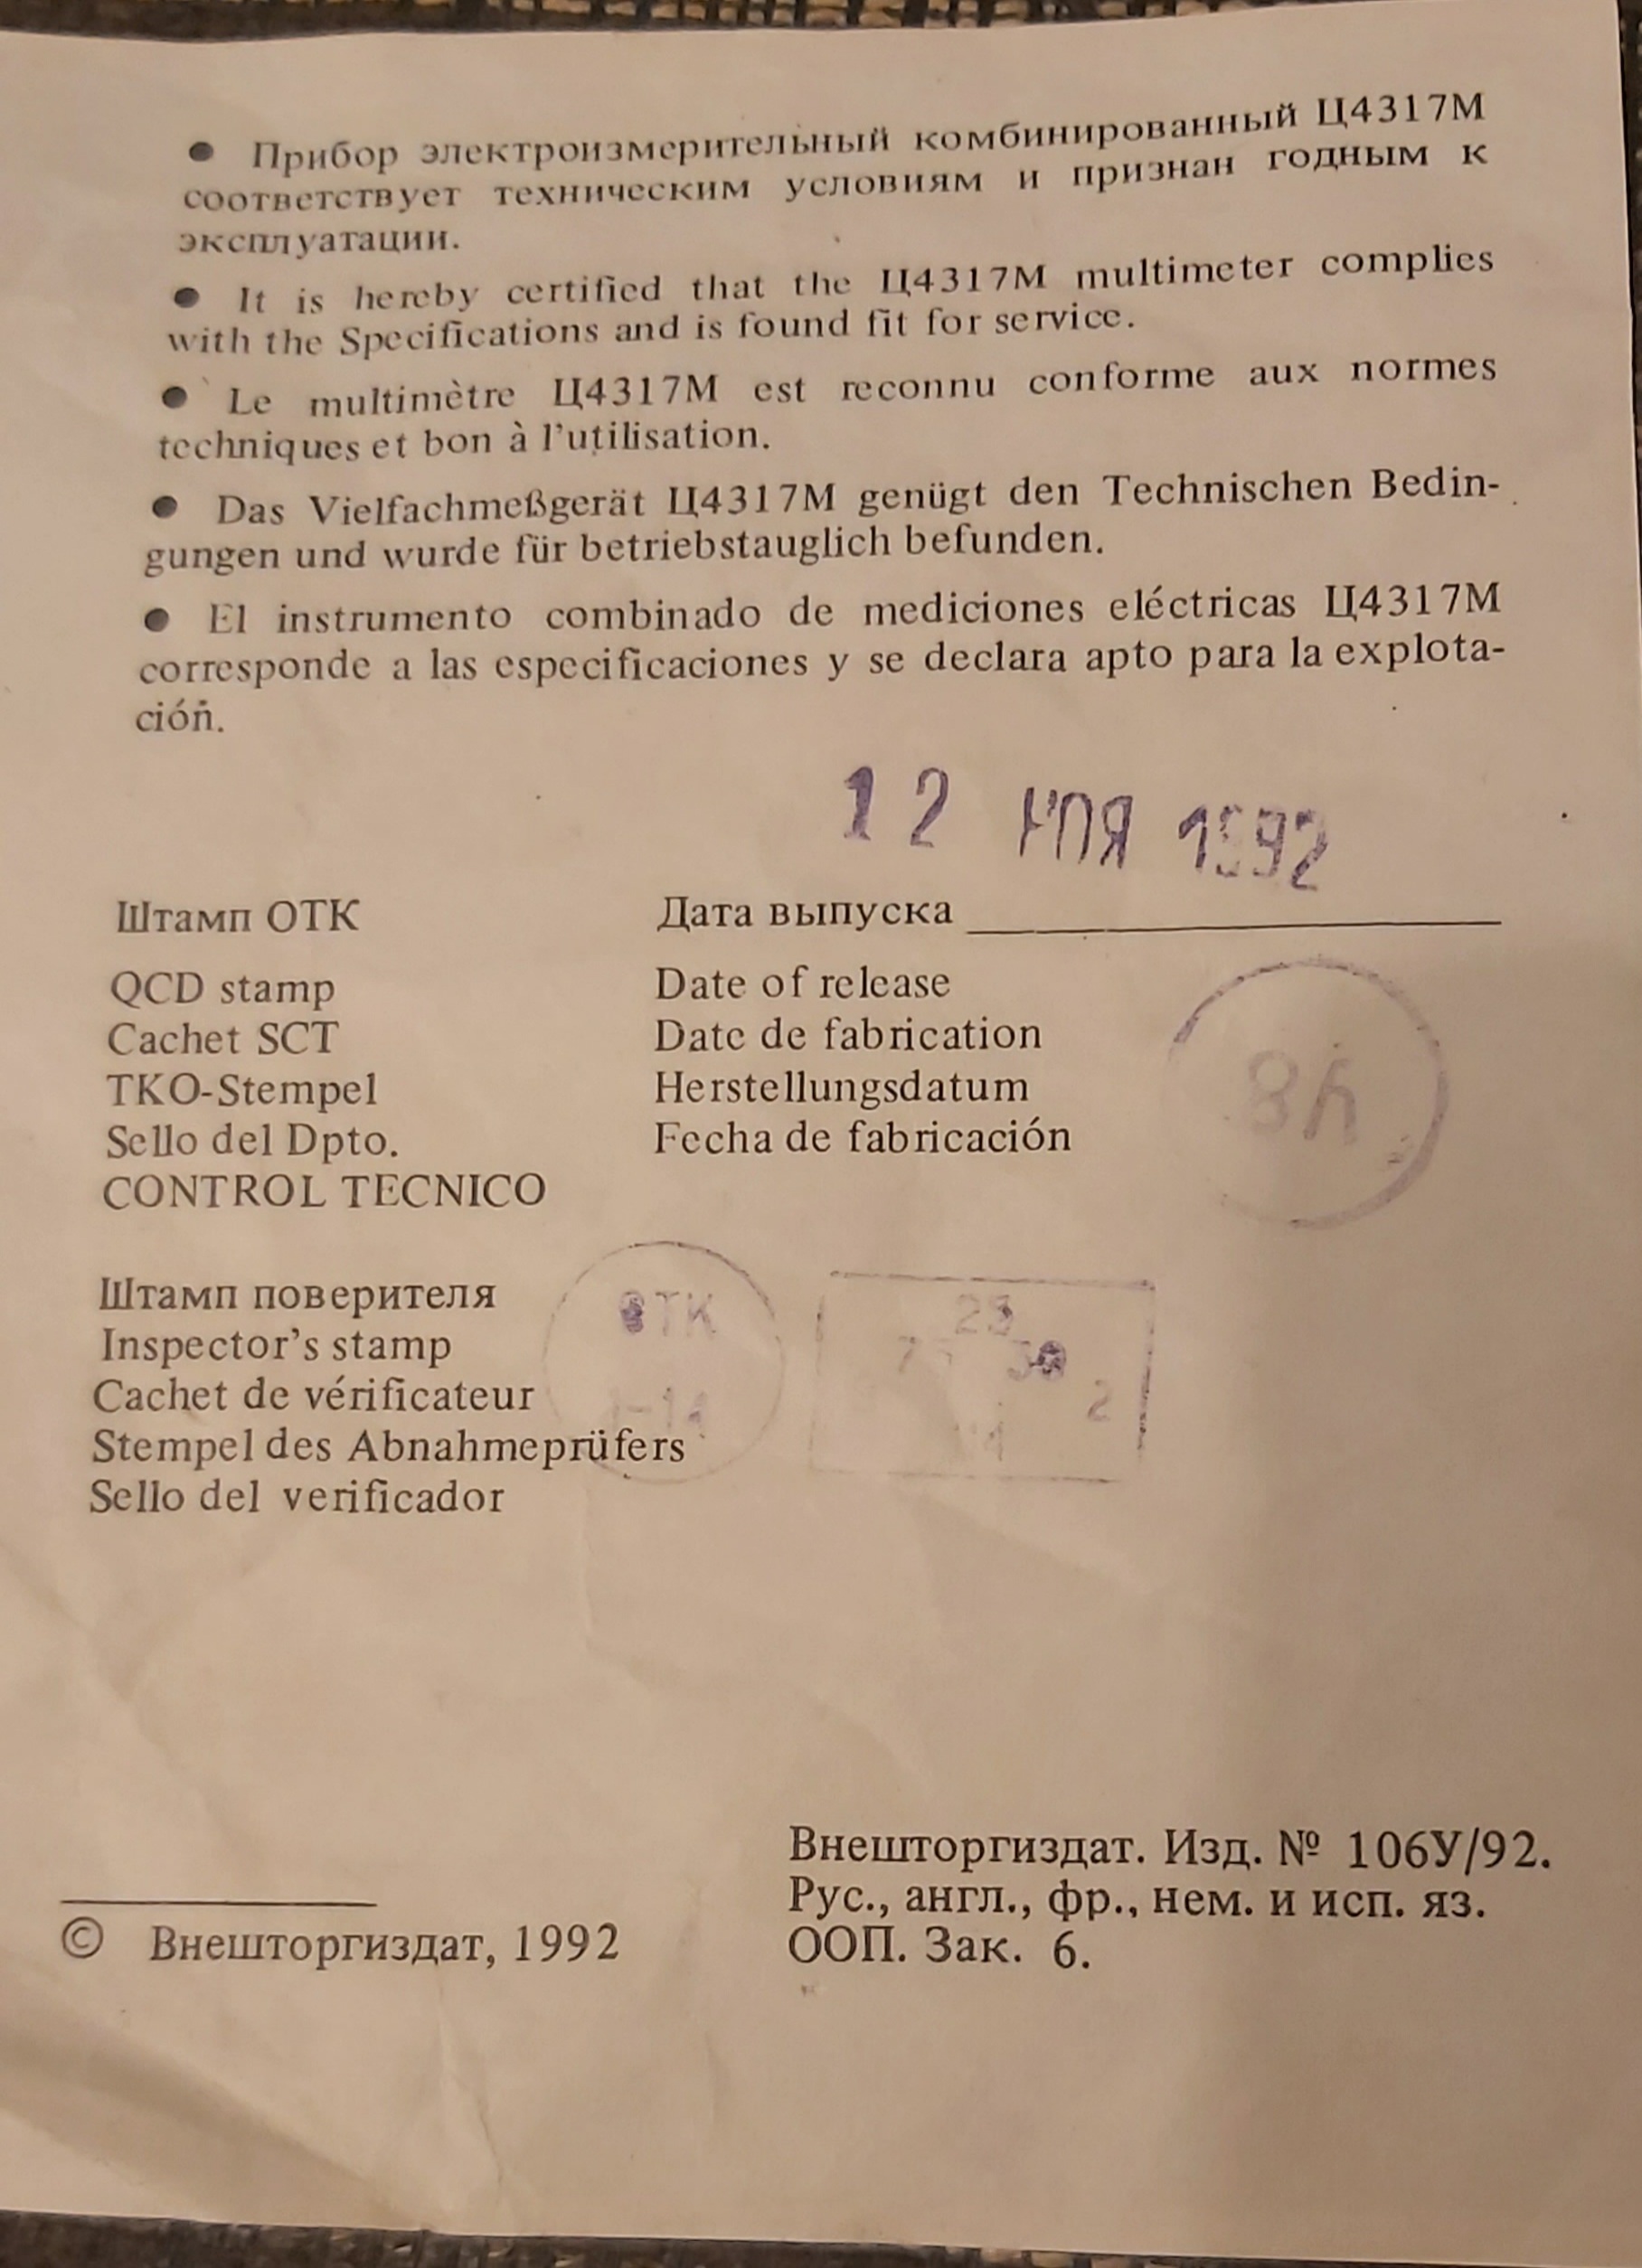 ● Прибор электроизмерительный комбинированный Ц4317М
соответствует техническим условиям и признан годным к
эксплуатации.
● It is hereby certified that the Ц4317М multimeter complies
with the Specifications and is found fit for service.
● Le multimètre Ц4317М est reconnu conforme aux normes
techniques et bon à l'utilisation.
● Das Vielfachmeßgerät Ц4317М genügt den Technischen Bedin-
gungen und wurde für betriebstauglich befunden.
● El instrumento combinado de mediciones eléctricas Ц4317М
corresponde a las especificaciones y se declara apto para la explota-
ción.
12 НОЯ 1992
Штамп ОТК Дата выпуска
QCD stamp Date of release
Cachet SCT Date de fabrication
TKO-Stempel Herstellungsdatum
Sello del Dpto. Fecha de fabricación
CONTROL TECNICO
Штамп поверителя
ОТК
Inspector's stamp
Cachet de vérificateur
Stempel des Abnahmeprüfers
Sello del verificador
Внешторгиздат. Изд. № 106У/92.
Рус., англ., фр., нем. и исп. яз.
© Внешторгиздат, 1992 ООП. Зак. 6.